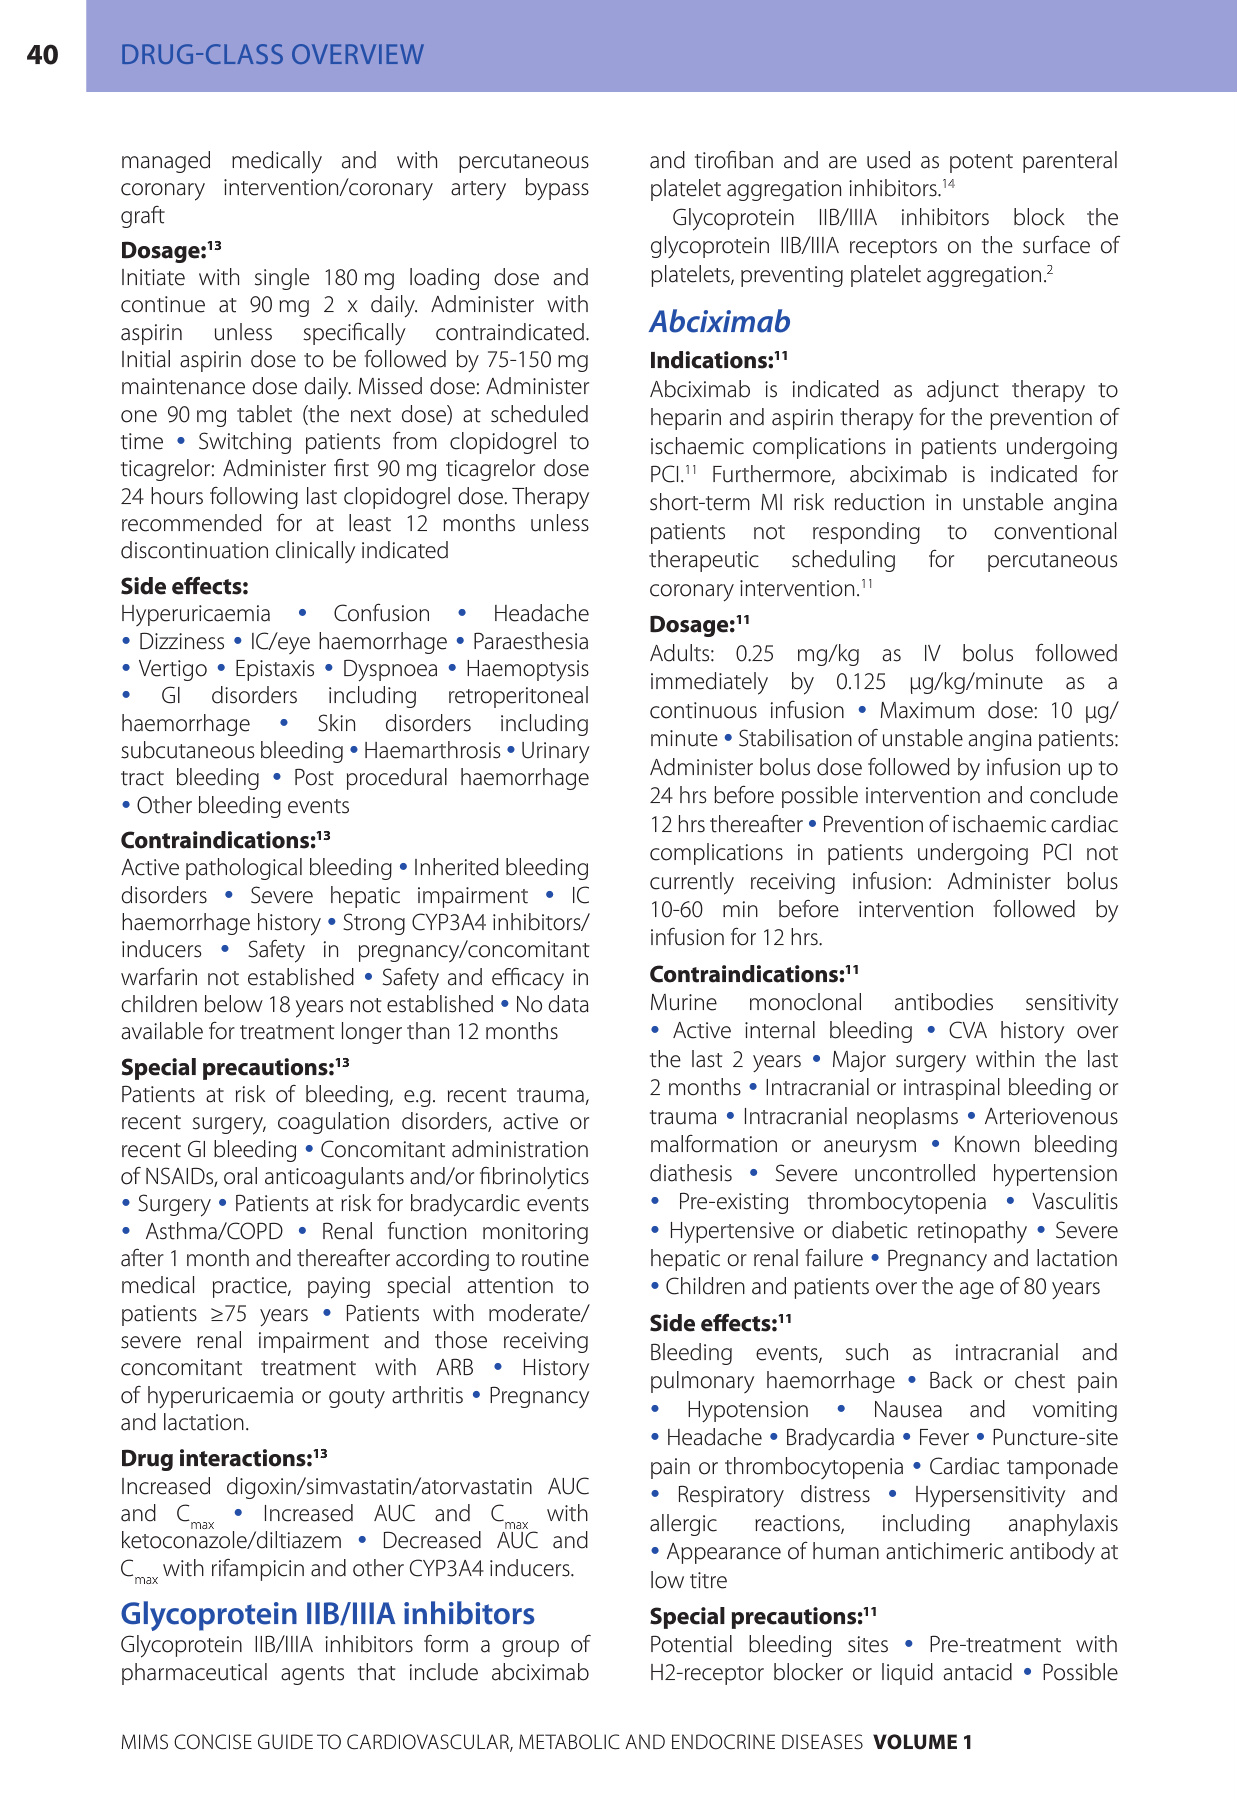 40
DRUG-CLASS OVERVIEW
managed medically and with percutaneous
coronary intervention/coronary artery bypass
graft
Dosage:13
Initiate with single 180 mg loading dose and
continue at 90 mg 2 x daily. Administer with
aspirin unless specifically contraindicated.
Initial aspirin dose to be followed by 75-150 mg
maintenance dose daily. Missed dose: Administer
one 90 mg tablet (the next dose) at scheduled
time • Switching patients from clopidogrel to
ticagrelor: Administer first 90 mg ticagrelor dose
24 hours following last clopidogrel dose. Therapy
recommended for at least 12 months unless
discontinuation clinically indicated
Side effects:
Hyperuricaemia • Confusion • Headache
• Dizziness • IC/eye haemorrhage • Paraesthesia
• Vertigo • Epistaxis • Dyspnoea • Haemoptysis
• GI disorders including retroperitoneal
haemorrhage • Skin disorders including
subcutaneous bleeding • Haemarthrosis • Urinary
tract bleeding • Post procedural haemorrhage
• Other bleeding events
Contraindications:13
Active pathological bleeding • Inherited bleeding
disorders • Severe hepatic impairment • IC
haemorrhage history • Strong CYP3A4 inhibitors/
inducers • Safety in pregnancy/concomitant
warfarin not established • Safety and efficacy in
children below 18 years not established • No data
available for treatment longer than 12 months
Special precautions:13
Patients at risk of bleeding, e.g. recent trauma,
recent surgery, coagulation disorders, active or
recent GI bleeding • Concomitant administration
of NSAIDs, oral anticoagulants and/or fibrinolytics
• Surgery • Patients at risk for bradycardic events
• Asthma/COPD • Renal function monitoring
after 1 month and thereafter according to routine
medical practice, paying special attention to
patients ≥75 years • Patients with moderate/
severe renal impairment and those receiving
concomitant treatment with ARB • History
of hyperuricaemia or gouty arthritis • Pregnancy
and lactation.
Drug interactions:13
Increased digoxin/simvastatin/atorvastatin AUC
and Cmax • Increased AUC and Cmax with
ketoconazole/diltiazem • Decreased AUC and
Cmax with rifampicin and other CYP3A4 inducers.
Glycoprotein IIB/IIIA inhibitors
Glycoprotein IIB/IIIA inhibitors form a group of
pharmaceutical agents that include abciximab
and tirofiban and are used as potent parenteral
platelet aggregation inhibitors.14
Glycoprotein IIB/IIIA inhibitors block the
glycoprotein IIB/IIIA receptors on the surface of
platelets, preventing platelet aggregation.2
Abciximab
Indications:11
Abciximab is indicated as adjunct therapy to
heparin and aspirin therapy for the prevention of
ischaemic complications in patients undergoing
PCI.11 Furthermore, abciximab is indicated for
short-term MI risk reduction in unstable angina
patients not responding to conventional
therapeutic scheduling for percutaneous
coronary intervention.11
Dosage:11
Adults: 0.25 mg/kg as IV bolus followed
immediately by 0.125 µg/kg/minute as a
continuous infusion • Maximum dose: 10 µg/
minute • Stabilisation of unstable angina patients:
Administer bolus dose followed by infusion up to
24 hrs before possible intervention and conclude
12 hrs thereafter • Prevention of ischaemic cardiac
complications in patients undergoing PCI not
currently receiving infusion: Administer bolus
10-60 min before intervention followed by
infusion for 12 hrs.
Contraindications:11
Murine monoclonal antibodies sensitivity
• Active internal bleeding • CVA history over
the last 2 years • Major surgery within the last
2 months • Intracranial or intraspinal bleeding or
trauma • Intracranial neoplasms • Arteriovenous
malformation or aneurysm • Known bleeding
diathesis • Severe uncontrolled hypertension
• Pre-existing thrombocytopenia • Vasculitis
• Hypertensive or diabetic retinopathy • Severe
hepatic or renal failure • Pregnancy and lactation
• Children and patients over the age of 80 years
Side effects:11
Bleeding events, such as intracranial and
pulmonary haemorrhage • Back or chest pain
• Hypotension • Nausea and vomiting
• Headache • Bradycardia • Fever • Puncture-site
pain or thrombocytopenia • Cardiac tamponade
• Respiratory distress • Hypersensitivity and
allergic reactions, including anaphylaxis
• Appearance of human antichimeric antibody at
low titre
Special precautions:11
Potential bleeding sites • Pre-treatment with
H2-receptor blocker or liquid antacid • Possible
MIMS CONCISE GUIDE TO CARDIOVASCULAR, METABOLIC AND ENDOCRINE DISEASES VOLUME 1